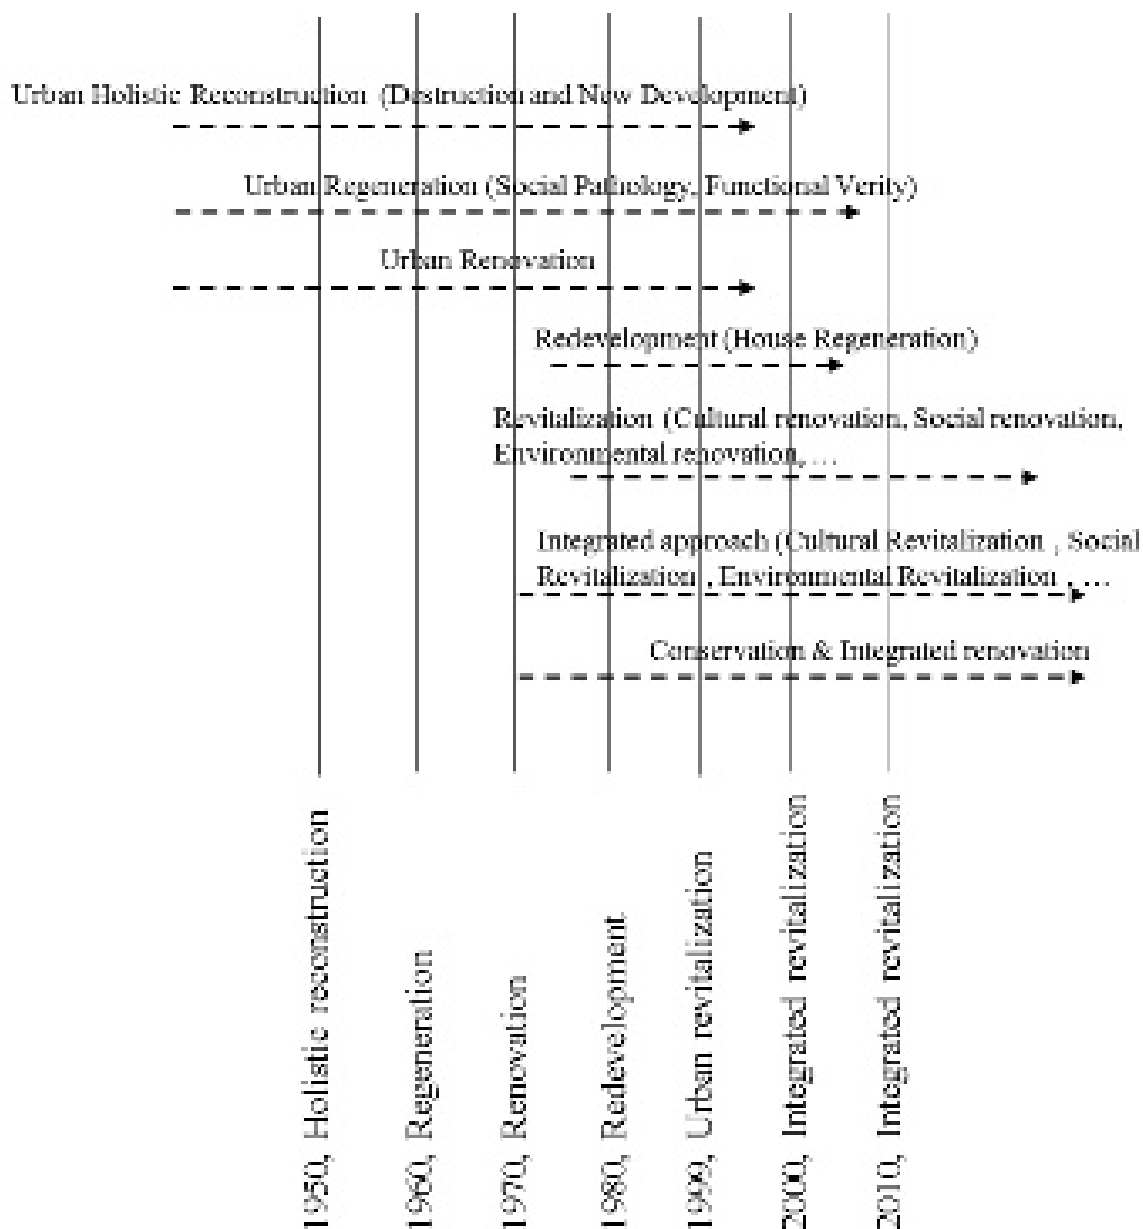 Urban Holistic Reconstruction (Destruction and New Development)
Urban Regeneration (Social Pathology, Functional Verity)
Urban Renovation
Redevelopment (House Regeneration)
Revitalization (Cultural renovation, Social renovation,
Environmental renovation, ...
Integrated approach (Cultural Revitalization , Social
Revitalization , Environmental Revitalization , ...
Conservation & Integrated renovation
1950, Holistic reconstruction
1960, Regeneration
1970, Renovation
1980, Redevelopment
1999, Urban revitalization
2000, Integrated revitalization
2010, Integrated revitalization